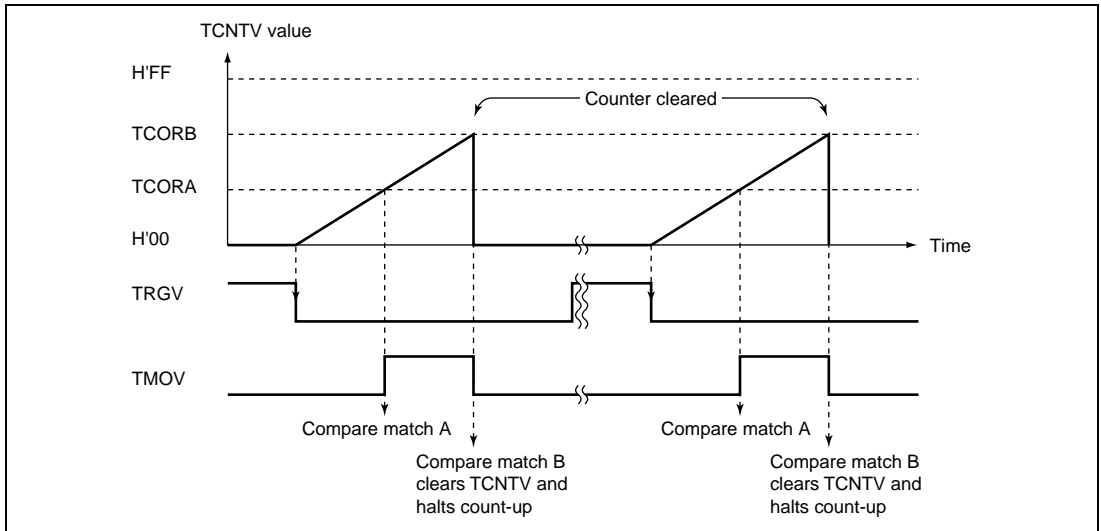 TCNTV value
H'FF
Counter cleared
TCORB
TCORA
H'00
Time
TRGV
TMOV
Compare match A
Compare match A
Compare match B
clears TCNTV and
halts count-up
Compare match B
clears TCNTV and
halts count-up